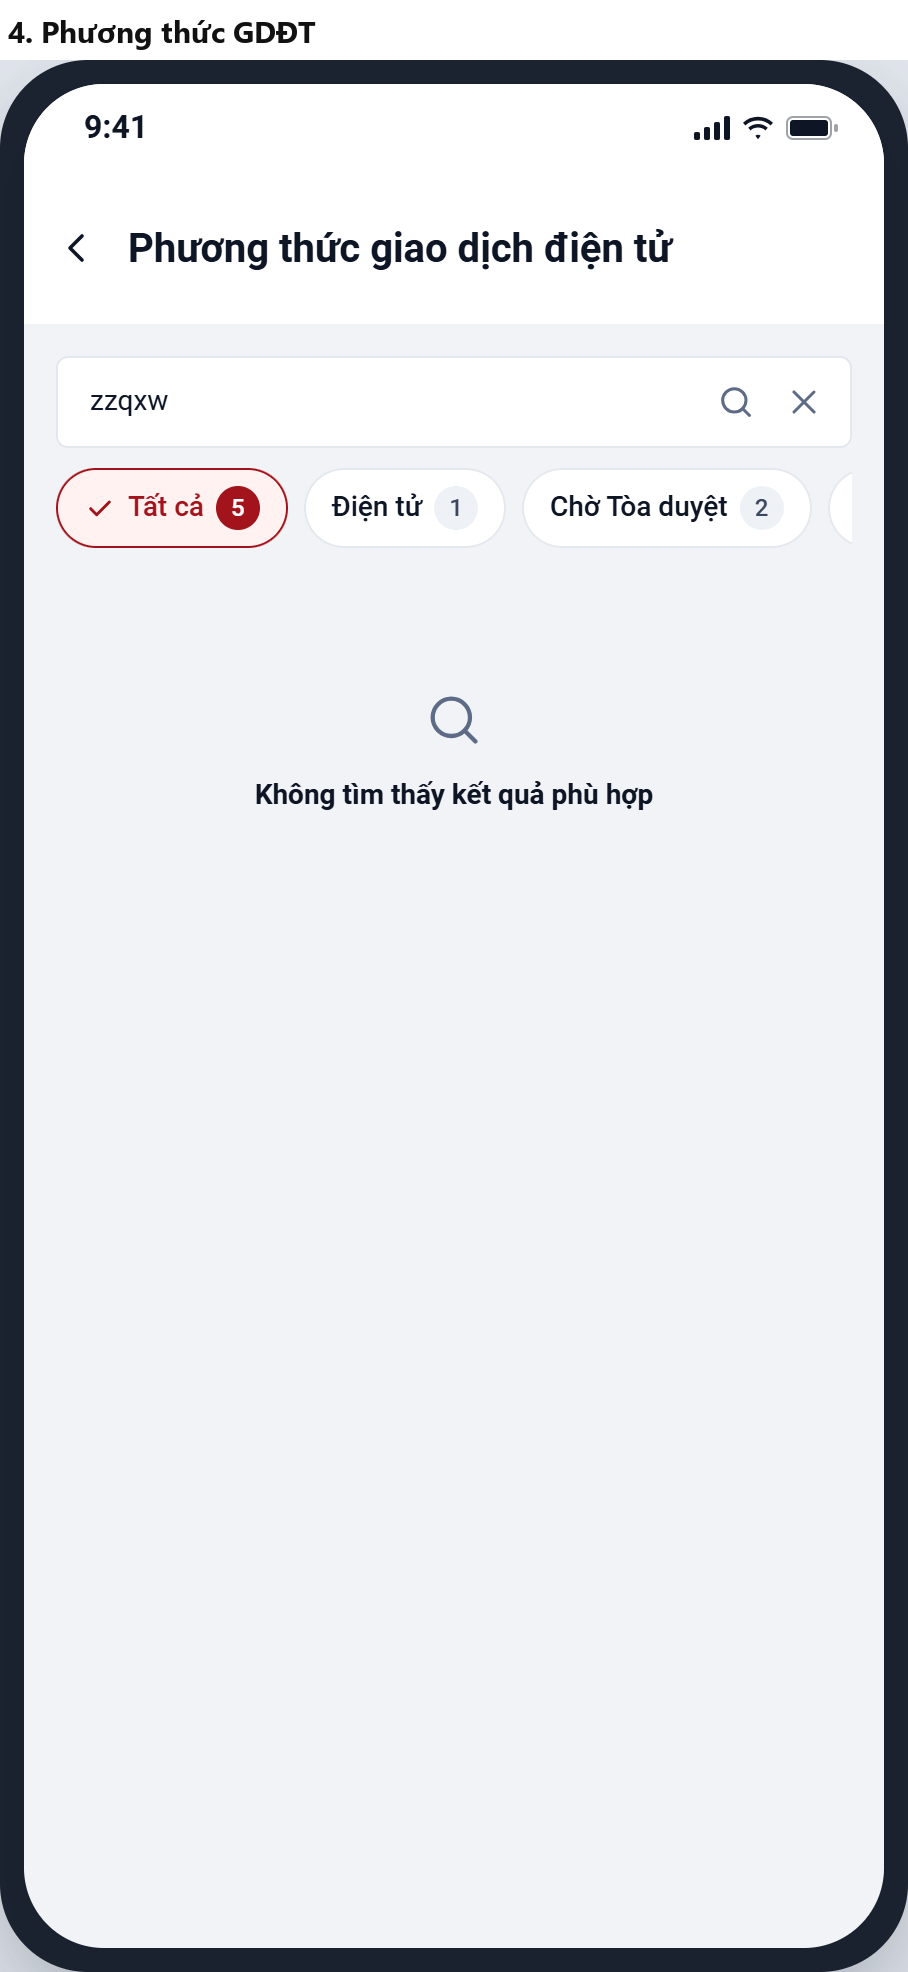 4. Phương thức GDĐT
9:41
Phương thức giao dịch điện tử
zzqxw
Tất cả 5
Điện tử 1
Chờ Tòa duyệt 2
Không tìm thấy kết quả phù hợp